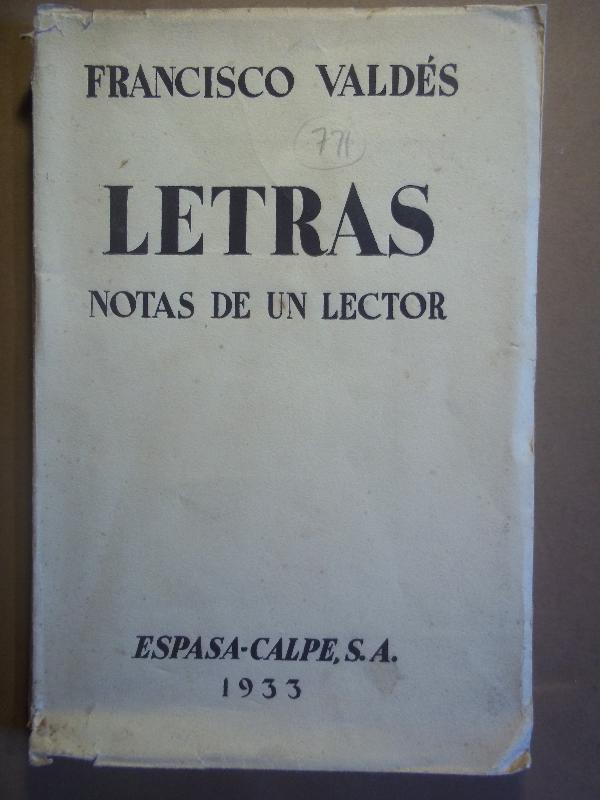 FRANCISCO VALDÉS
771
LETRAS
NOTAS DE UN LECTOR
ESPASA-CALPE, S. A.
1933